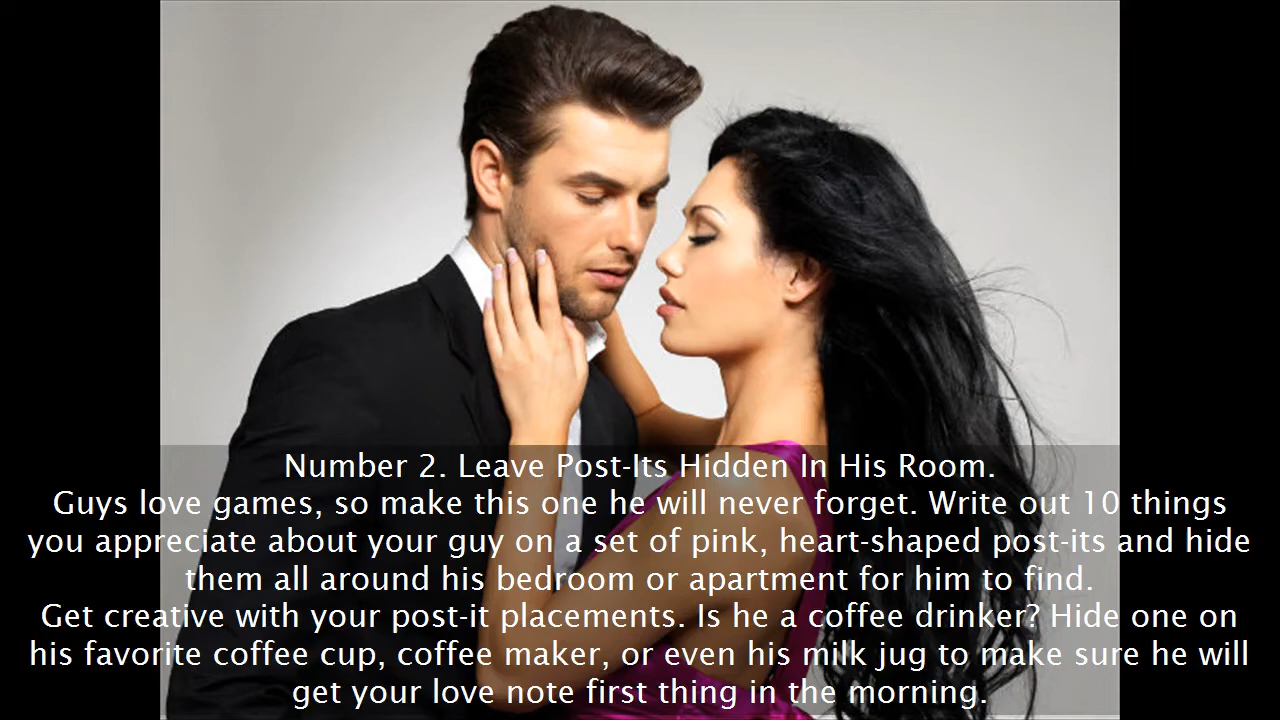 Number 2. Leave Post-Its Hidden In His Room.
Guys love games, so make this one he will never forget. Write out 10 things
you appreciate about your guy on a set of pink, heart-shaped post-its and hide
them all around his bedroom or apartment for him to find.
Get creative with your post-it placements. Is he a coffee drinker? Hide one on
his favorite coffee cup, coffee maker, or even his milk jug to make sure he will
get your love note first thing in the morning.